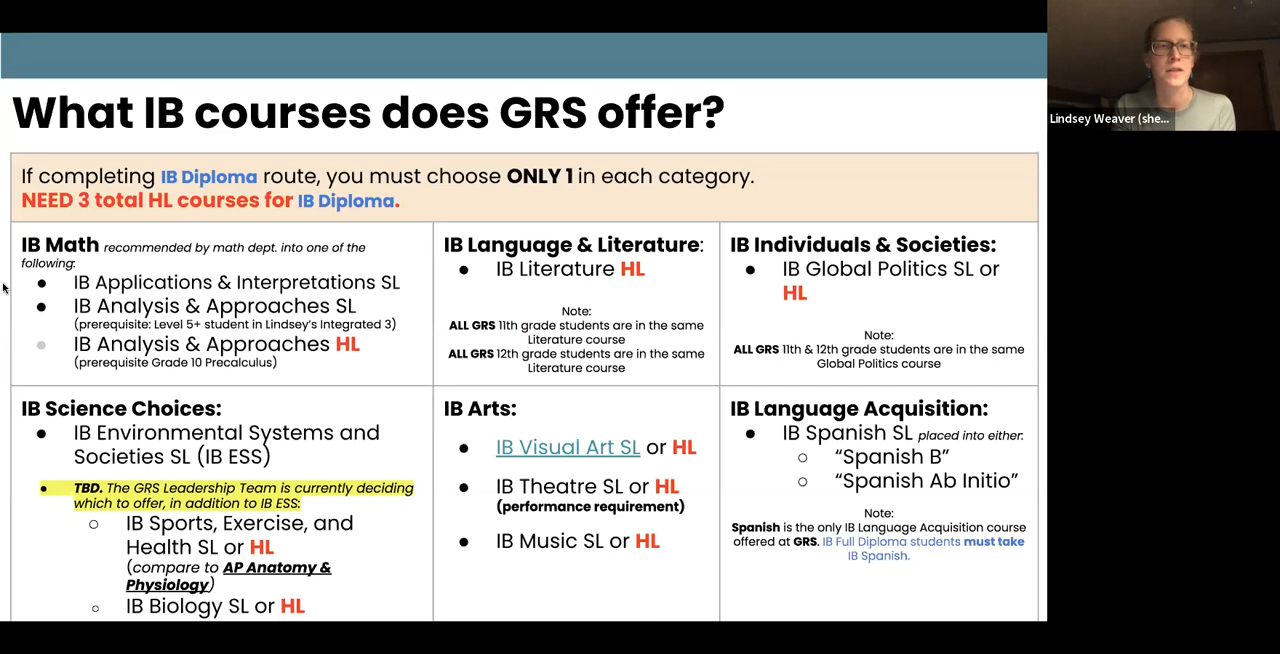 What IB courses does GRS offer?
If completing IB Diploma route, you must choose ONLY 1 in each category.
NEED 3 total HL courses for IB Diploma.
IB Math recommended by math dept. into one of the
following:
● IB Applications & Interpretations SL
● IB Analysis & Approaches SL
(prerequisite: Level 5+ student in Lindsey's Integrated 3)
● IB Analysis & Approaches HL
(prerequisite Grade 10 Precalculus)
IB Language & Literature:
● IB Literature HL
Note:
ALL GRS 11th grade students are in the same
Literature course
ALL GRS 12th grade students are in the same
Literature course
IB Individuals & Societies:
● IB Global Politics SL or
HL
Note:
ALL GRS 11th & 12th grade students are in the same
Global Politics course
IB Science Choices:
● IB Environmental Systems and
Societies SL (IB ESS)
● TBD. The GRS Leadership Team is currently deciding
which to offer, in addition to IB ESS:
○ IB Sports, Exercise, and
Health SL or HL
(compare to AP Anatomy &
Physiology)
○ IB Biology SL or HL
IB Arts:
● IB Visual Art SL or HL
● IB Theatre SL or HL
(performance requirement)
● IB Music SL or HL
IB Language Acquisition:
● IB Spanish SL placed into either:
○ "Spanish B"
○ "Spanish Ab Initio"
Note:
Spanish is the only IB Language Acquisition course
offered at GRS. IB Full Diploma students must take
IB Spanish.
Lindsey Weaver (she...